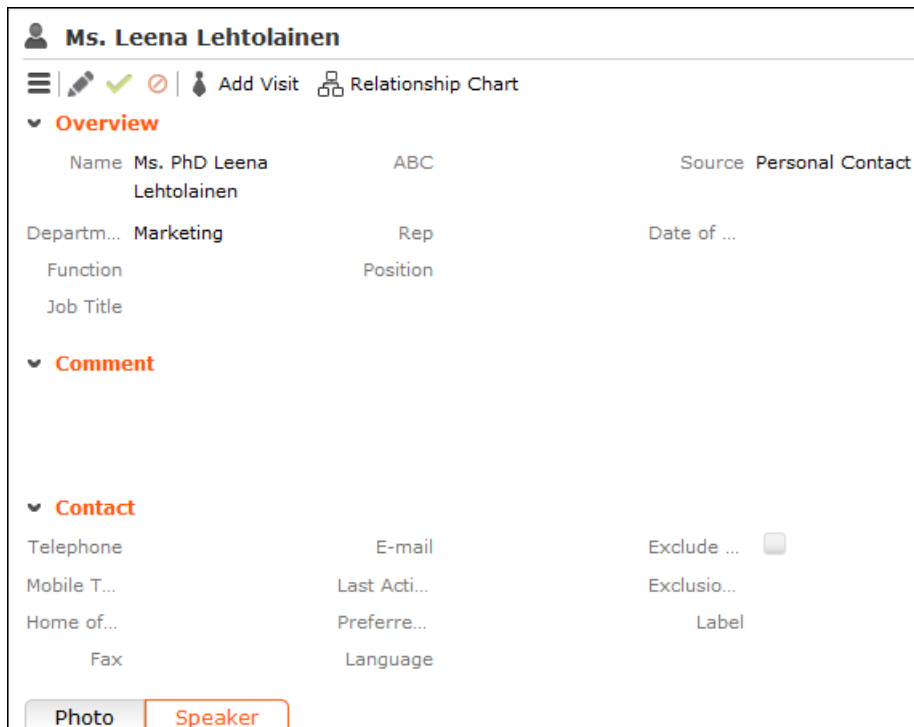 Ms. Leena Lehtolainen
Add Visit Relationship Chart
Overview
Name Ms. PhD Leena Lehtolainen ABC Source Personal Contact
Departm... Marketing Rep Date of ...
Function Position
Job Title
Comment
Contact
Telephone E-mail Exclude ...
Mobile T... Last Acti... Exclusio...
Home of... Preferre... Label
Fax Language
Photo Speaker